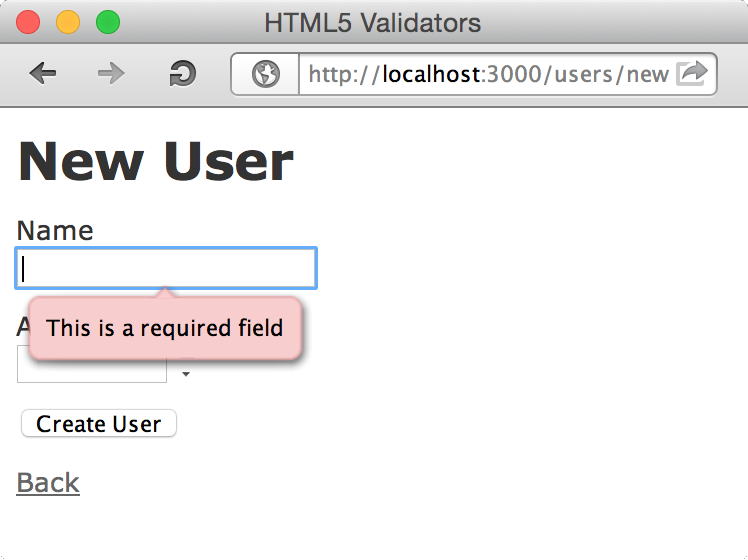 HTML5 Validators
http://localhost:3000/users/new
New User
Name
This is a required field
Create User
Back